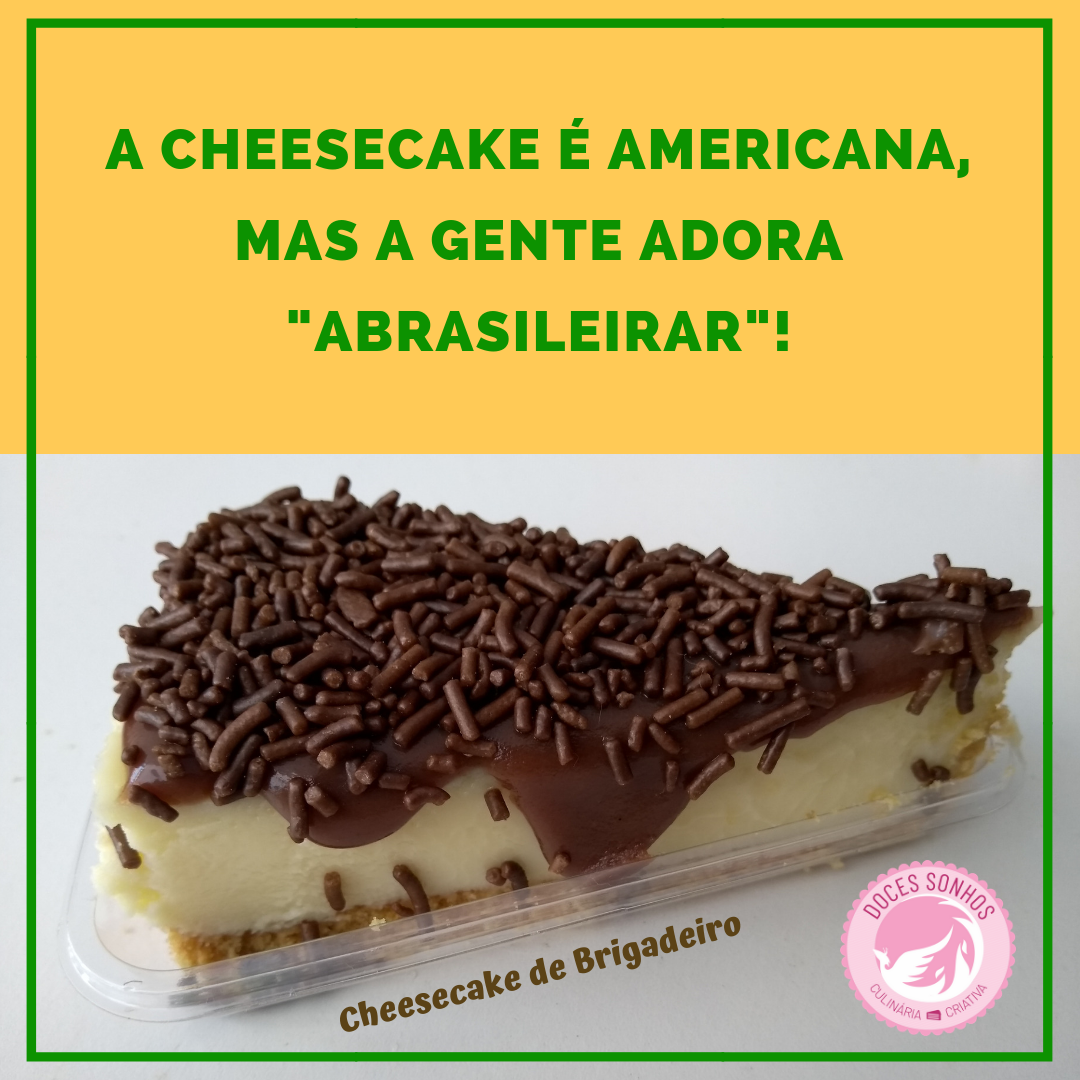 A CHEESECAKE É AMERICANA,
MAS A GENTE ADORA
"ABRASILEIRAR"!
Cheesecake de Brigadeiro
DOCES SONHOS
CULINÁRIA CRIATIVA